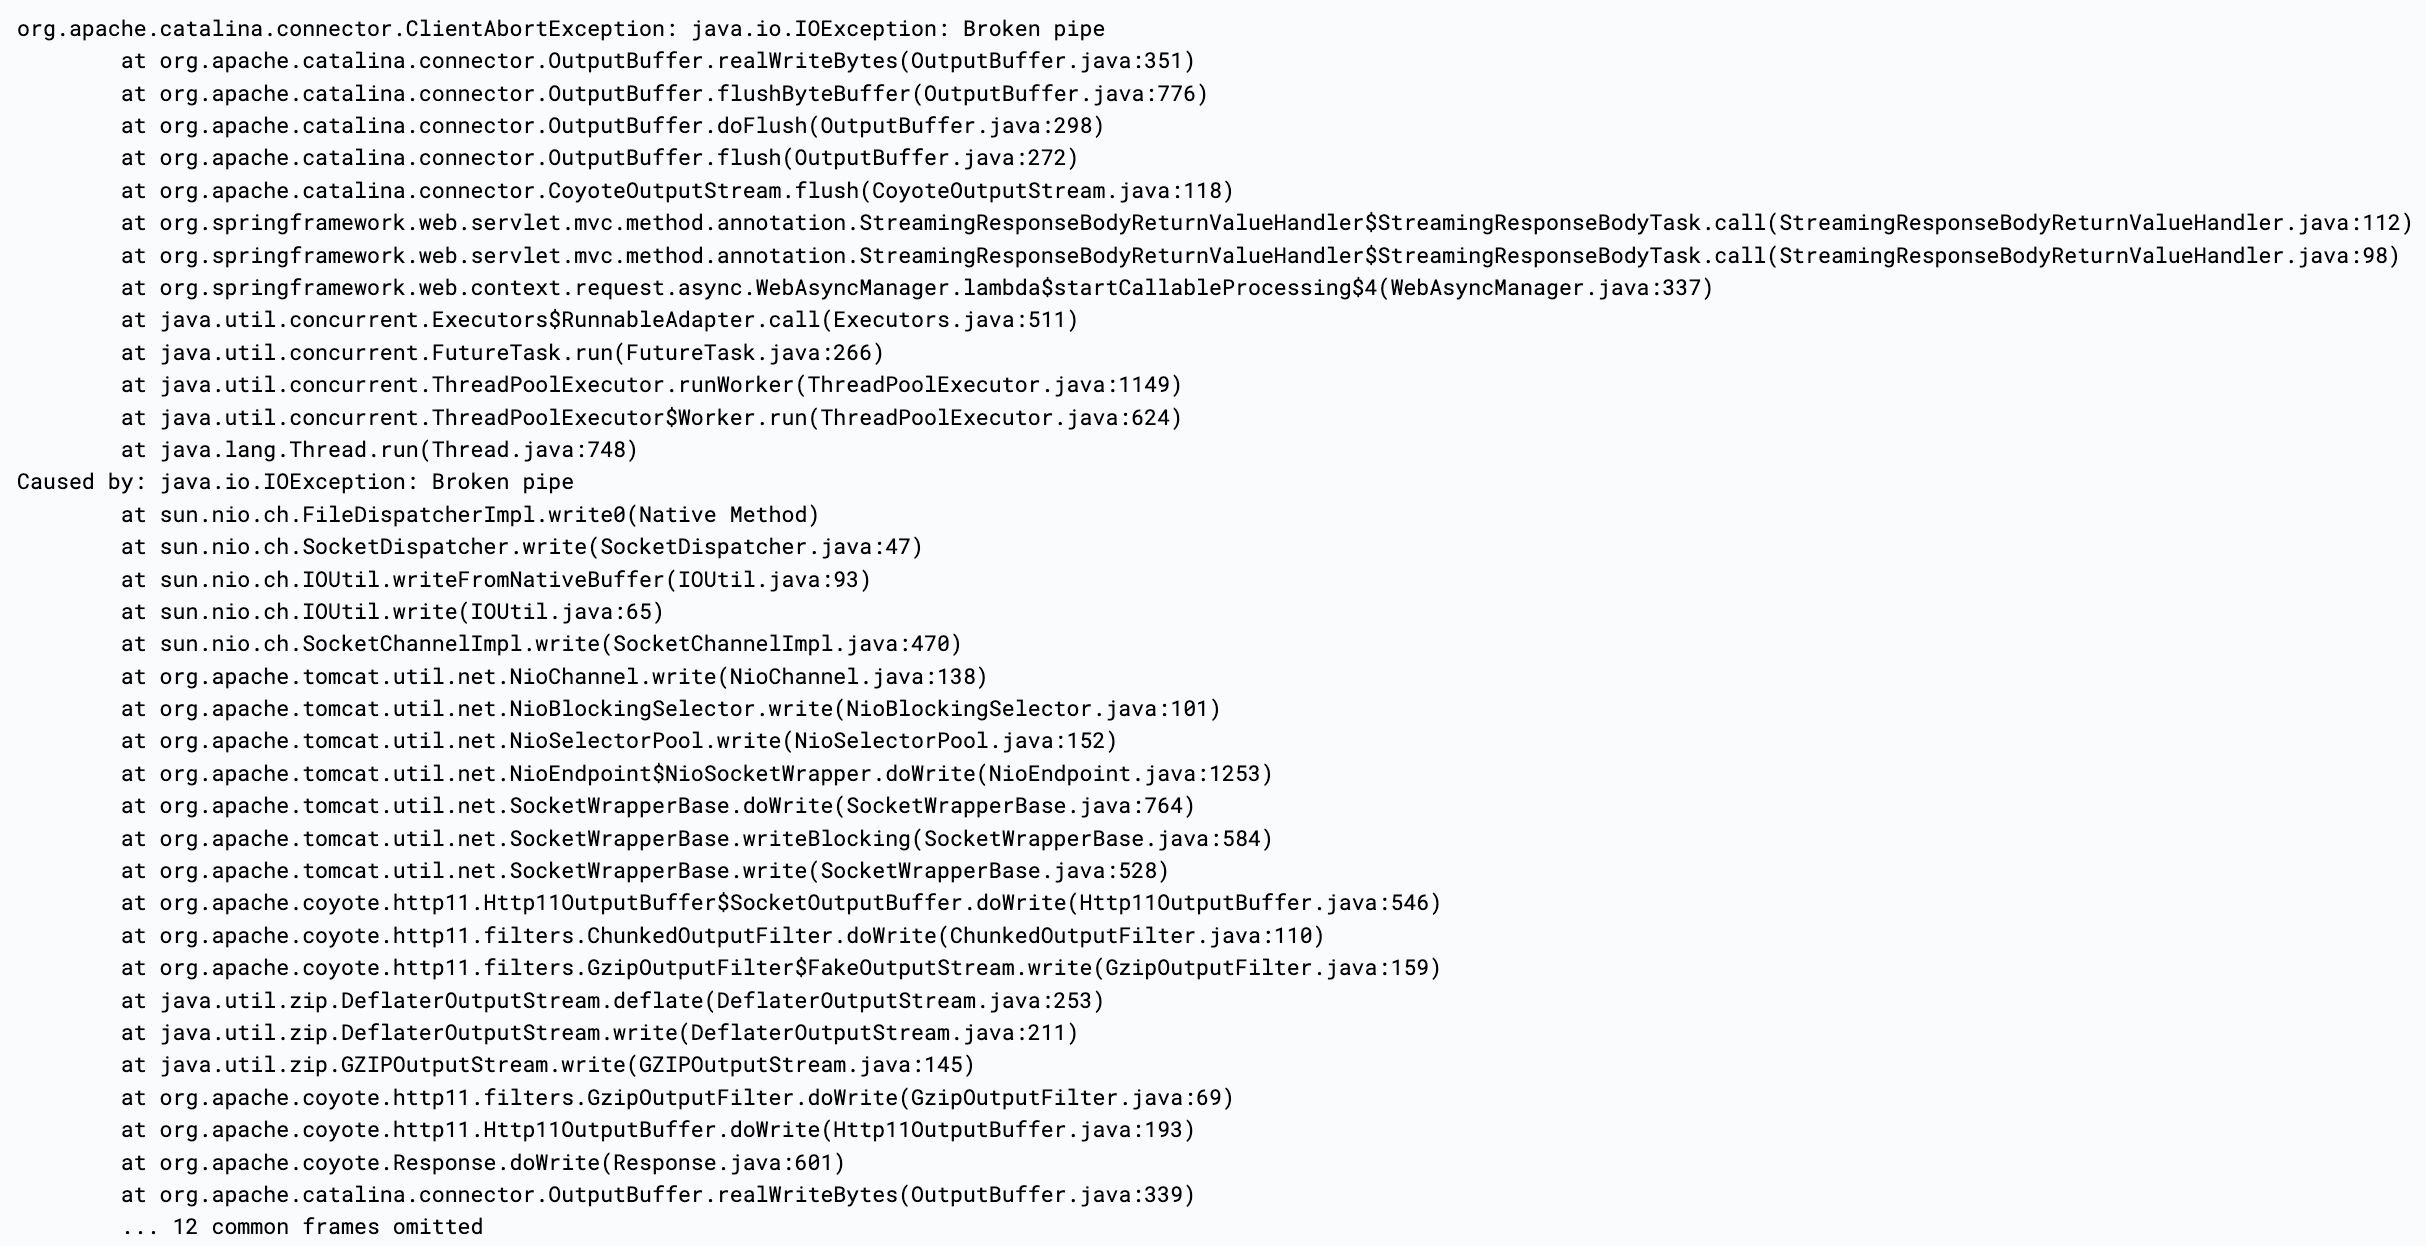 org.apache.catalina.connector.ClientAbortException: java.io.IOException: Broken pipe
at org.apache.catalina.connector.OutputBuffer.realWriteBytes(OutputBuffer.java:351)
at org.apache.catalina.connector.OutputBuffer.flushByteBuffer(OutputBuffer.java:776)
at org.apache.catalina.connector.OutputBuffer.doFlush(OutputBuffer.java:298)
at org.apache.catalina.connector.OutputBuffer.flush(OutputBuffer.java:272)
at org.apache.catalina.connector.CoyoteOutputStream.flush(CoyoteOutputStream.java:118)
at org.springframework.web.servlet.mvc.method.annotation.StreamingResponseBodyReturnValueHandler$StreamingResponseBodyTask.call(StreamingResponseBodyReturnValueHandler.java:112)
at org.springframework.web.servlet.mvc.method.annotation.StreamingResponseBodyReturnValueHandler$StreamingResponseBodyTask.call(StreamingResponseBodyReturnValueHandler.java:98)
at org.springframework.web.context.request.async.WebAsyncManager.lambda$startCallableProcessing$4(WebAsyncManager.java:337)
at java.util.concurrent.Executors$RunnableAdapter.call(Executors.java:511)
at java.util.concurrent.FutureTask.run(FutureTask.java:266)
at java.util.concurrent.ThreadPoolExecutor.runWorker(ThreadPoolExecutor.java:1149)
at java.util.concurrent.ThreadPoolExecutor$Worker.run(ThreadPoolExecutor.java:624)
at java.lang.Thread.run(Thread.java:748)
Caused by: java.io.IOException: Broken pipe
at sun.nio.ch.FileDispatcherImpl.write0(Native Method)
at sun.nio.ch.SocketDispatcher.write(SocketDispatcher.java:47)
at sun.nio.ch.IOUtil.writeFromNativeBuffer(IOUtil.java:93)
at sun.nio.ch.IOUtil.write(IOUtil.java:65)
at sun.nio.ch.SocketChannelImpl.write(SocketChannelImpl.java:470)
at org.apache.tomcat.util.net.NioChannel.write(NioChannel.java:138)
at org.apache.tomcat.util.net.NioBlockingSelector.write(NioBlockingSelector.java:101)
at org.apache.tomcat.util.net.NioSelectorPool.write(NioSelectorPool.java:152)
at org.apache.tomcat.util.net.NioEndpoint$NioSocketWrapper.doWrite(NioEndpoint.java:1253)
at org.apache.tomcat.util.net.SocketWrapperBase.doWrite(SocketWrapperBase.java:764)
at org.apache.tomcat.util.net.SocketWrapperBase.writeBlocking(SocketWrapperBase.java:584)
at org.apache.tomcat.util.net.SocketWrapperBase.write(SocketWrapperBase.java:528)
at org.apache.coyote.http11.Http11OutputBuffer$SocketOutputBuffer.doWrite(Http11OutputBuffer.java:546)
at org.apache.coyote.http11.filters.ChunkedOutputFilter.doWrite(ChunkedOutputFilter.java:110)
at org.apache.coyote.http11.filters.GzipOutputFilter$FakeOutputStream.write(GzipOutputFilter.java:159)
at java.util.zip.DeflaterOutputStream.deflate(DeflaterOutputStream.java:253)
at java.util.zip.DeflaterOutputStream.write(DeflaterOutputStream.java:211)
at java.util.zip.GZIPOutputStream.write(GZIPOutputStream.java:145)
at org.apache.coyote.http11.filters.GzipOutputFilter.doWrite(GzipOutputFilter.java:69)
at org.apache.coyote.http11.Http11OutputBuffer.doWrite(Http11OutputBuffer.java:193)
at org.apache.coyote.Response.doWrite(Response.java:601)
at org.apache.catalina.connector.OutputBuffer.realWriteBytes(OutputBuffer.java:339)
... 12 common frames omitted